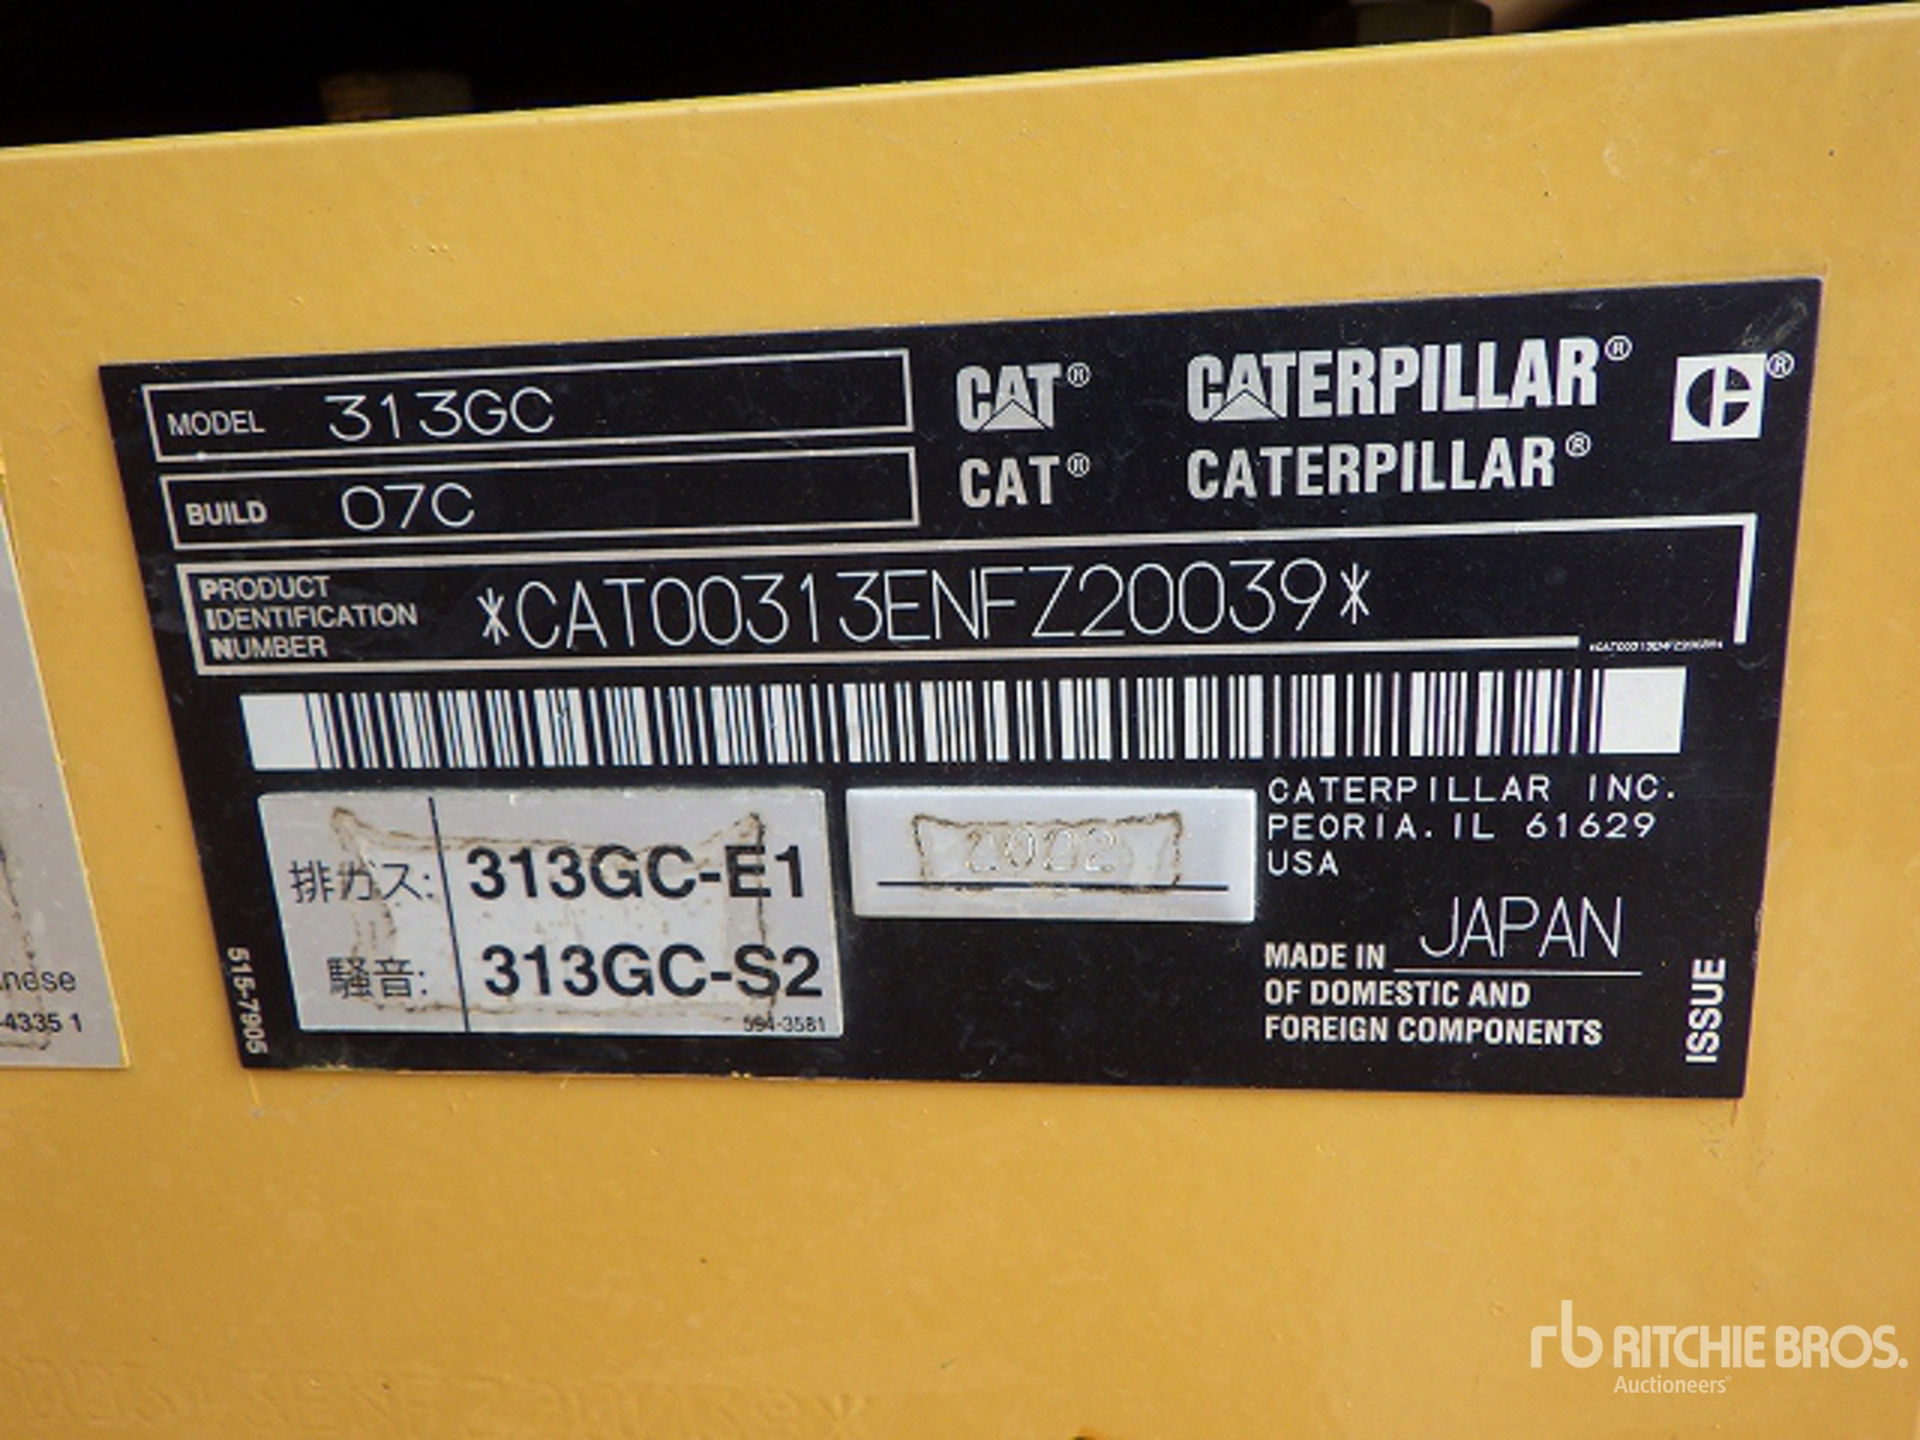 MODEL 313GC
BUILD 07C
CAT® CATERPILLAR®
CAT® CATERPILLAR®
PRODUCT
IDENTIFICATION
NUMBER
*CAT00313ENFZ20039*
排ガス: 313GC-E1
騒音: 313GC-S2
594-3581
2022
CATERPILLAR INC.
PEORIA, IL 61629
USA
MADE IN JAPAN
OF DOMESTIC AND
FOREIGN COMPONENTS
ISSUE
515-7905
nese
-4335 1
rb RITCHIE BROS.
Auctioneers